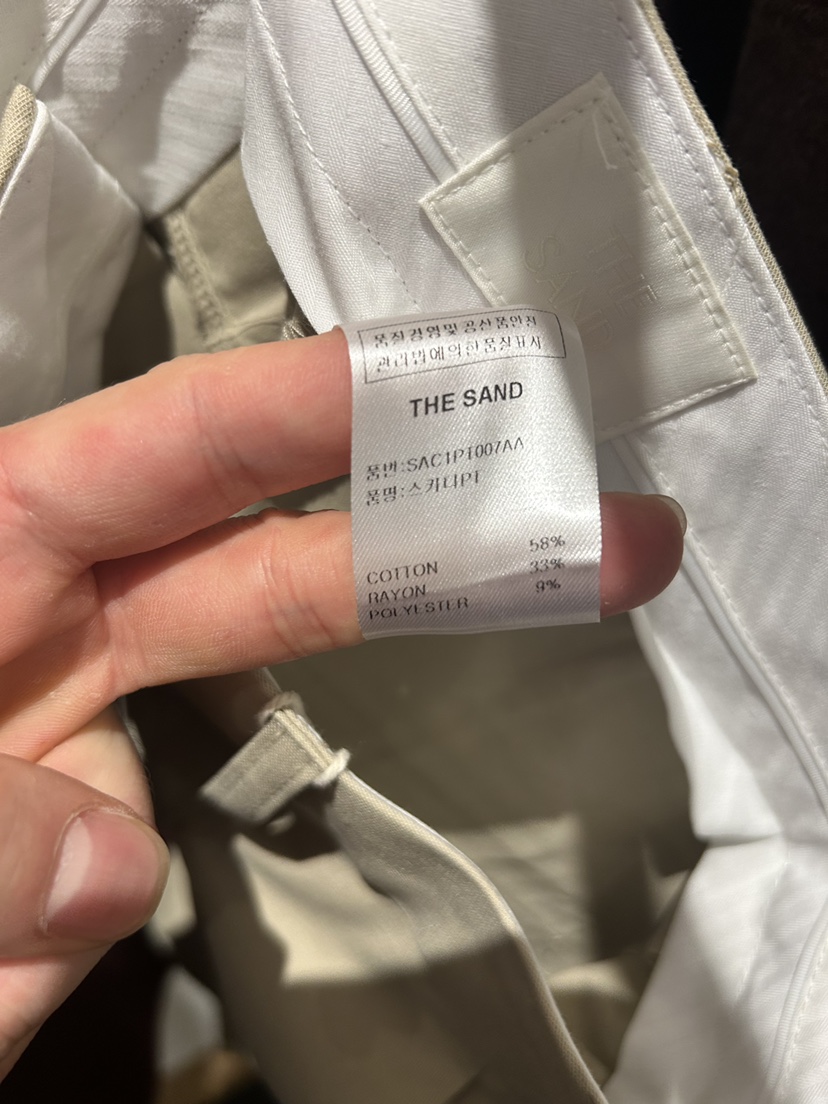 품질경영및 공산품안전
관리법에의한품질표시
THE SAND
품번:SAC1PT007AA
품명:스카니PT
58%
COTTON 33%
RAYON 9%
POLYESTER
THE
SAND